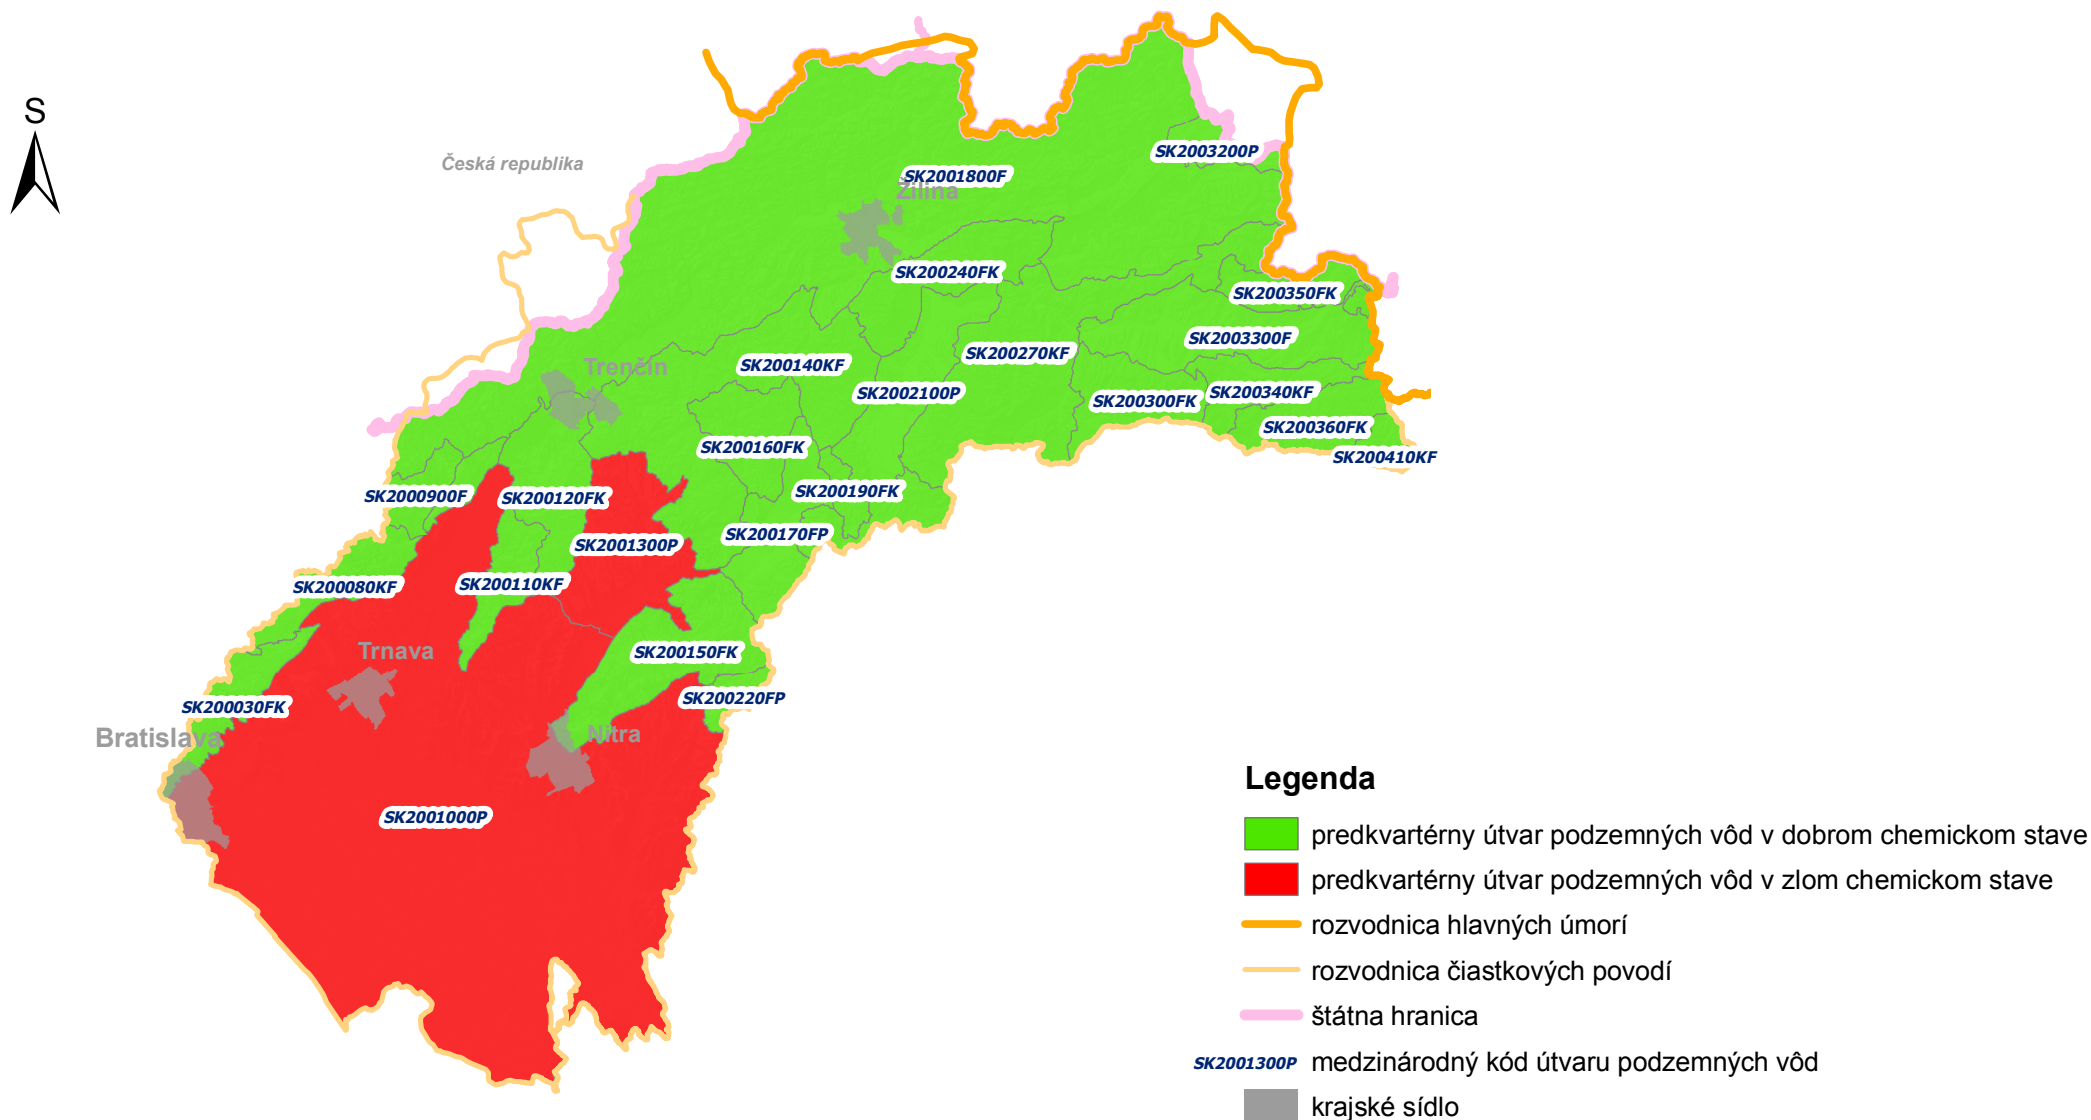 S
Česká republika
SK2003200P
SK2001800F
Žilina
SK200240FK
SK200350FK
SK2003300F
SK200270KF
SK200140KF
Trenčín
SK2002100P
SK200340KF
SK200300FK
SK200360FK
SK200160FK
SK200410KF
SK200190FK
SK2000900F
SK200120FK
SK200170FP
SK2001300P
SK200110KF
SK200080KF
Trnava
SK200150FK
SK200220FP
SK200030FK
Bratislava
Nitra
SK2001000P
Legenda
predkvartérny útvar podzemných vôd v dobrom chemickom stave
predkvartérny útvar podzemných vôd v zlom chemickom stave
rozvodnica hlavných úmorí
rozvodnica čiastkových povodí
štátna hranica
SK2001300P medzinárodný kód útvaru podzemných vôd
krajské sídlo